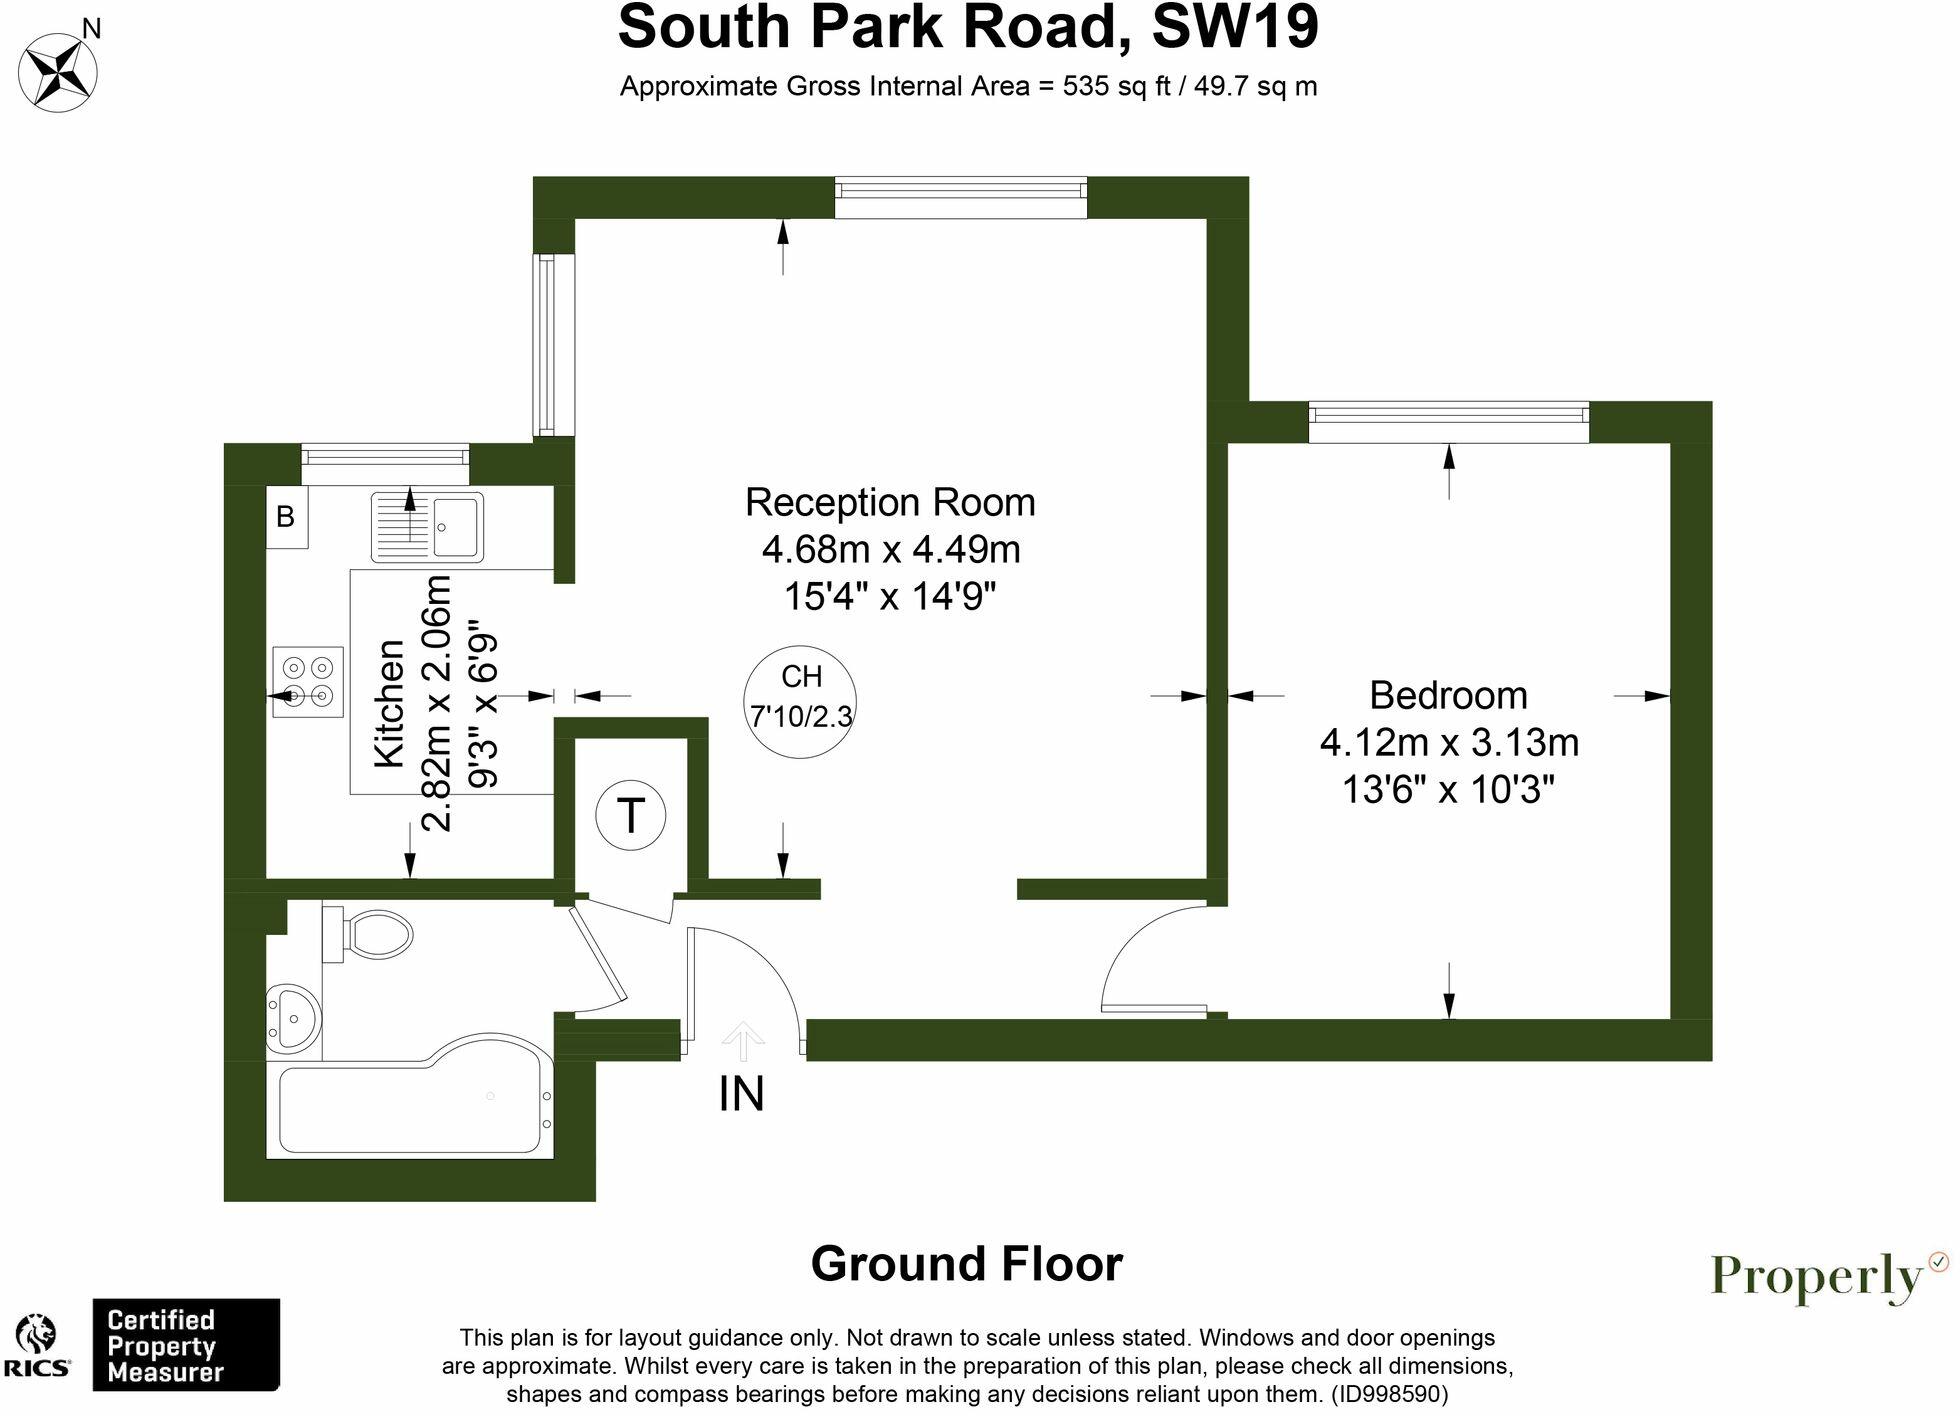 N
South Park Road, SW19
Approximate Gross Internal Area = 535 sq ft / 49.7 sq m
Reception Room
4.68m x 4.49m
15'4" x 14'9"
B
Kitchen
2.82m x 2.06m
9'3" x 6'9"
CH
7'10/2.3
Bedroom
4.12m x 3.13m
13'6" x 10'3"
T
IN
Ground Floor
Properly
RICS
Certified
Property
Measurer
This plan is for layout guidance only. Not drawn to scale unless stated. Windows and door openings
are approximate. Whilst every care is taken in the preparation of this plan, please check all dimensions,
shapes and compass bearings before making any decisions reliant upon them. (ID998590)